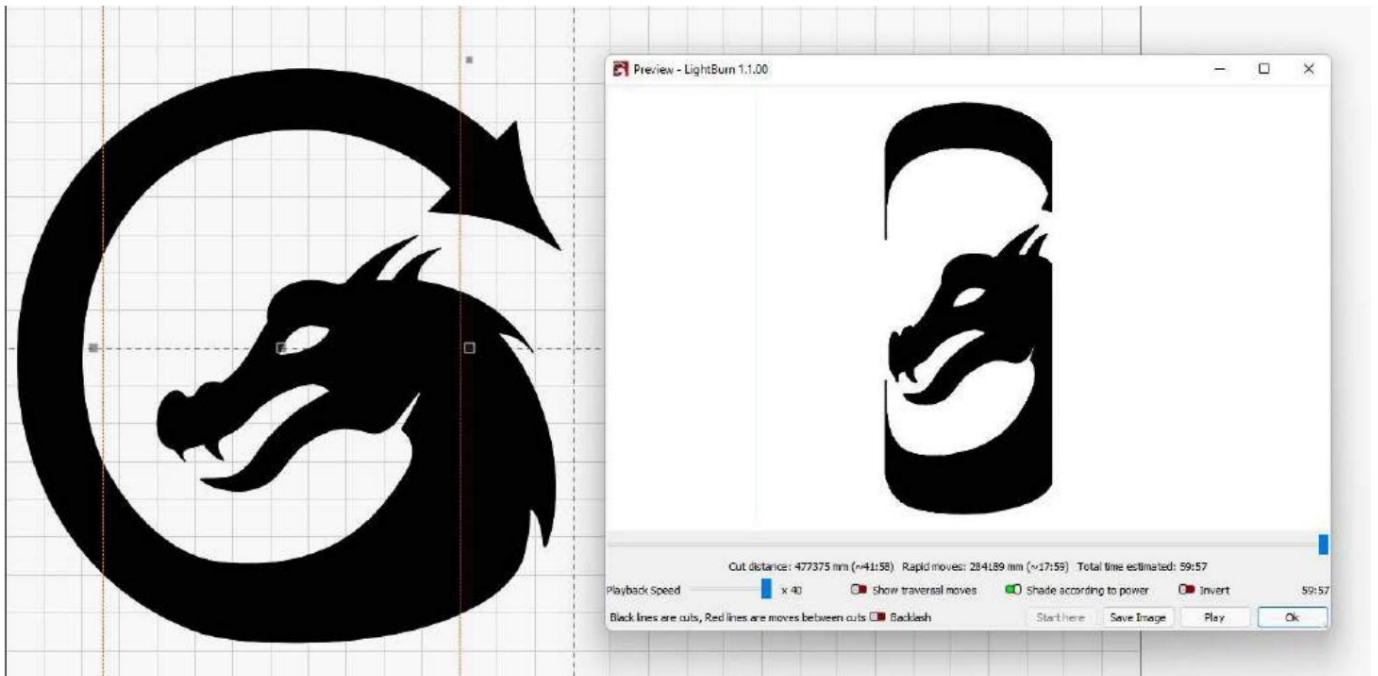 Preview - LightBurn 1.1.00
Cut distance: 477375 mm (~41:58) Rapid moves: 284189 mm (~17:59) Total time estimated: 59:57
Playback Speed x 40 Show traversal moves Shade according to power Invert 59:57
Black lines are cuts, Red lines are moves between cuts Backlash Start here Save Image Play Ok